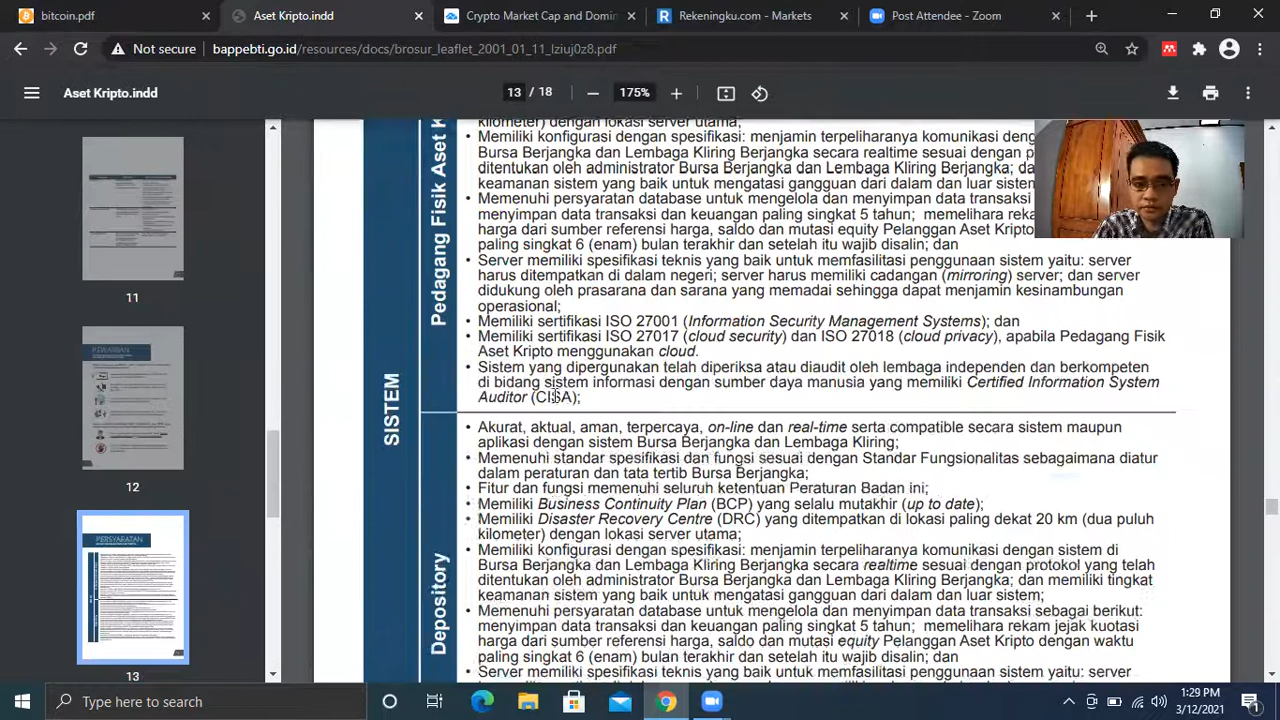 bitcoin.pdf
Aset Kripto.indd
Crypto Market Cap and Domin
Rekeningku.com - Markets
Post Attendee - Zoom
Not secure
bappebti.go.id/resources/docs/brosur_leaflet_2001_01_11_lziuj0z8.pdf
Aset Kripto.indd
13 / 18
175%
11
12
13
PERSYARATAN
SISTEM
Pedagang Fisik Aset K
kilometer) dengan lokasi server utama;
• Memiliki konfigurasi dengan spesifikasi: menjamin terpeliharanya komunikasi deng
Bursa Berjangka dan Lembaga Kliring Berjangka secara realtime sesuai dengan p
ditentukan oleh administrator Bursa Berjangka dan Lembaga Kliring Berjangka; da
keamanan sistem yang baik untuk mengatasi gangguan dari dalam dan luar sistem
• Memenuhi persyaratan database untuk mengelola dan menyimpan data transaksi
menyimpan data transaksi dan keuangan paling singkat 5 tahun; memelihara reka
harga dari sumber referensi harga, saldo dan mutasi equity Pelanggan Aset Kripto
paling singkat 6 (enam) bulan terakhir dan setelah itu wajib disalin; dan
• Server memiliki spesifikasi teknis yang baik untuk memfasilitasi penggunaan sistem yaitu: server
harus ditempatkan di dalam negeri; server harus memiliki cadangan (mirroring) server; dan server
didukung oleh prasarana dan sarana yang memadai sehingga dapat menjamin kesinambungan
operasional;
• Memiliki sertifikasi ISO 27001 (Information Security Management Systems); dan
• Memiliki sertifikasi ISO 27017 (cloud security) dan ISO 27018 (cloud privacy), apabila Pedagang Fisik
Aset Kripto menggunakan cloud.
• Sistem yang dipergunakan telah diperiksa atau diaudit oleh lembaga independen dan berkompeten
di bidang sistem informasi dengan sumber daya manusia yang memiliki Certified Information System
Auditor (CISA);
Depository
• Akurat, aktual, aman, terpercaya, on-line dan real-time serta compatible secara sistem maupun
aplikasi dengan sistem Bursa Berjangka dan Lembaga Kliring;
• Memenuhi standar spesifikasi dan fungsi sesuai dengan Standar Fungsionalitas sebagaimana diatur
dalam peraturan dan tata tertib Bursa Berjangka;
• Fitur dan fungsi memenuhi seluruh ketentuan Peraturan Badan ini;
• Memiliki Business Continuity Plan (BCP) yang selalu mutakhir (up to date);
• Memiliki Disaster Recovery Centre (DRC) yang ditempatkan di lokasi paling dekat 20 km (dua puluh
kilometer) dengan lokasi server utama;
• Memiliki konfigurasi dengan spesifikasi: menjamin terpeliharanya komunikasi dengan sistem di
Bursa Berjangka dan Lembaga Kliring Berjangka secara realtime sesuai dengan protokol yang telah
ditentukan oleh administrator Bursa Berjangka dan Lembaga Kliring Berjangka; dan memiliki tingkat
keamanan sistem yang baik untuk mengatasi gangguan dari dalam dan luar sistem;
• Memenuhi persyaratan database untuk mengelola dan menyimpan data transaksi sebagai berikut:
menyimpan data transaksi dan keuangan paling singkat 5 tahun; memelihara rekam jejak kuotasi
harga dari sumber referensi harga, saldo dan mutasi equity Pelanggan Aset Kripto dengan waktu
paling singkat 6 (enam) bulan terakhir dan setelah itu wajib disalin; dan
• Server memiliki spesifikasi teknis yang baik untuk memfasilitasi penggunaan sistem yaitu: server
Type here to search
1:29 PM
3/12/2021